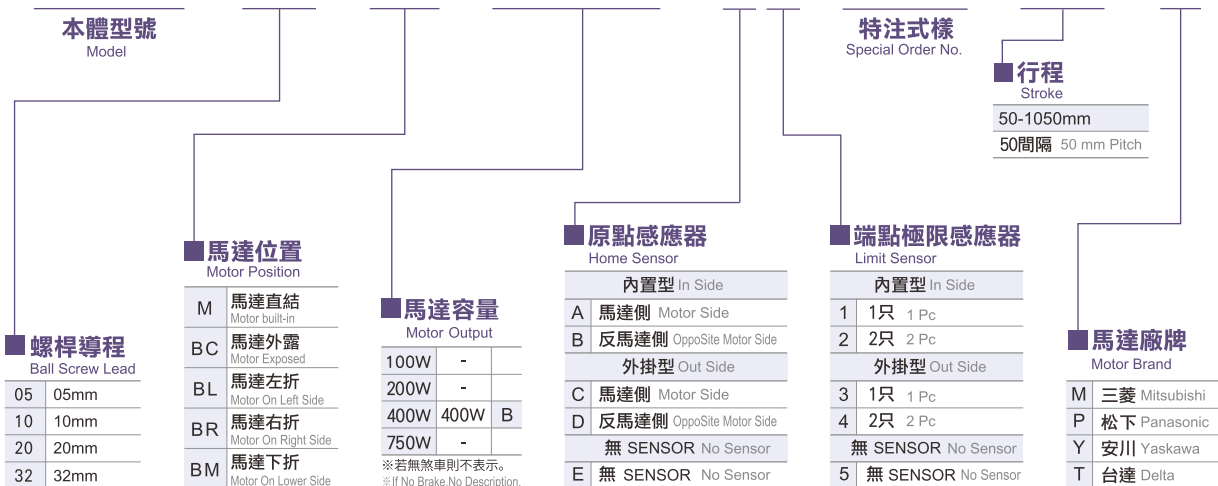 本體型號
Model
特注式樣
Special Order No.
■行程
Stroke
50-1050mm
50間隔 50 mm Pitch
■螺桿導程
Ball Screw Lead
05 05mm
10 10mm
20 20mm
32 32mm
■馬達位置
Motor Position
M 馬達直結
Motor built-in
BC 馬達外露
Motor Exposed
BL 馬達左折
Motor On Left Side
BR 馬達右折
Motor On Right Side
BM 馬達下折
Motor On Lower Side
■馬達容量
Motor Output
100W -
200W -
400W 400W B
750W -
※若無煞車則不表示。
※If No Brake,No Description.
■原點感應器
Home Sensor
內置型 In Side
A 馬達側 Motor Side
B 反馬達側 OppoSite Motor Side
外掛型 Out Side
C 馬達側 Motor Side
D 反馬達側 OppoSite Motor Side
無 SENSOR No Sensor
E 無 SENSOR No Sensor
■端點極限感應器
Limit Sensor
內置型 In Side
1 1只 1 Pc
2 2只 2 Pc
外掛型 Out Side
3 1只 1 Pc
4 2只 2 Pc
無 SENSOR No Sensor
5 無 SENSOR No Sensor
■馬達廠牌
Motor Brand
M 三菱 Mitsubishi
P 松下 Panasonic
Y 安川 Yaskawa
T 台達 Delta